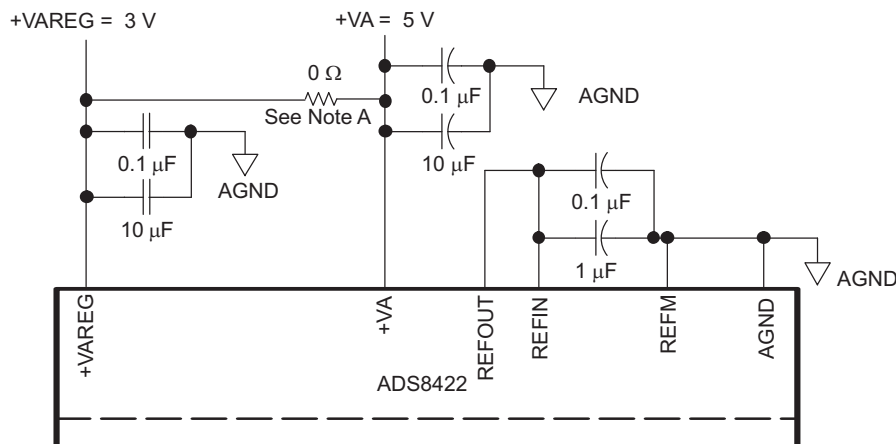 +VAREG = 3 V
+VA = 5 V
0 Ω
See Note A
0.1 μF
10 μF
AGND
0.1 μF
10 μF
AGND
0.1 μF
1 μF
AGND
+VAREG
+VA
REFOUT
REFIN
REFM
AGND
ADS8422